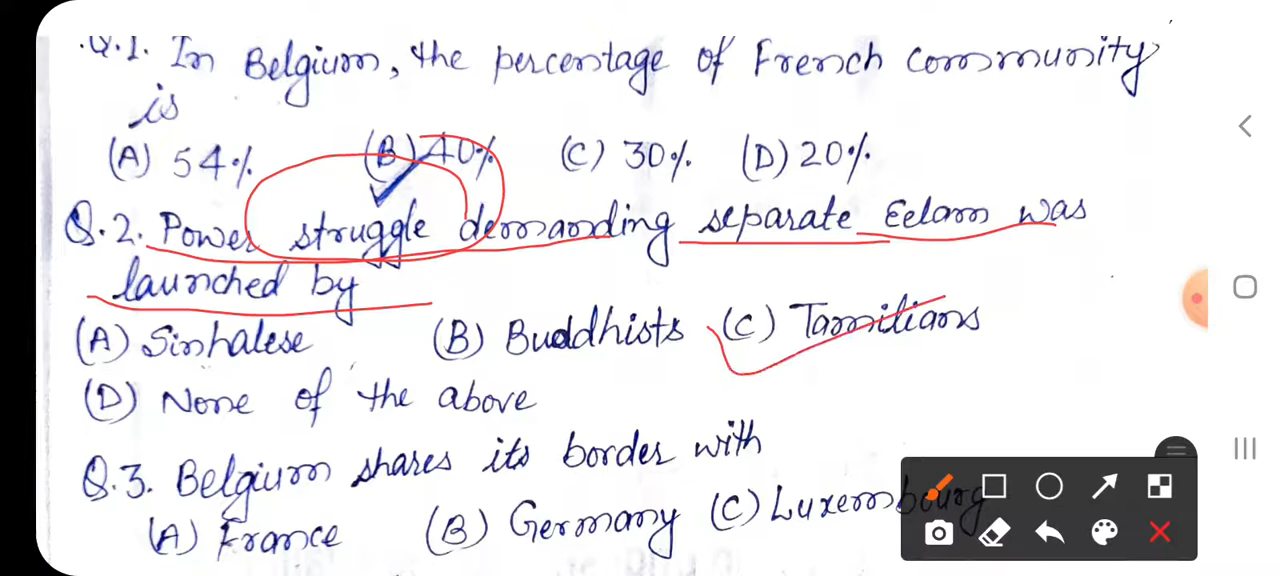 Q.1. In Belgium, the percentage of French community
is
(A) 54% (B) 40% (C) 30% (D) 20%
Q.2. Power struggle demanding separate Eelam was
launched by
(A) Sinhalese (B) Buddhists (C) Tamilians
(D) None of the above
Q.3. Belgium shares its border with
(A) France (B) Germany (C) Luxembourg